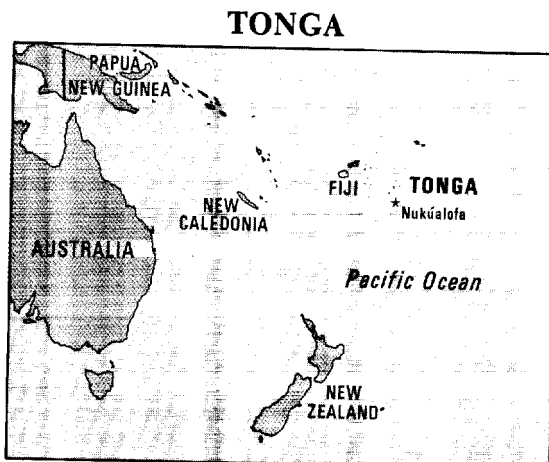 TONGA
PAPUA
NEW GUINEA
FIJI
TONGA
Nukúalofa
NEW
CALEDONIA
AUSTRALIA
Pacific Ocean
NEW
ZEALAND